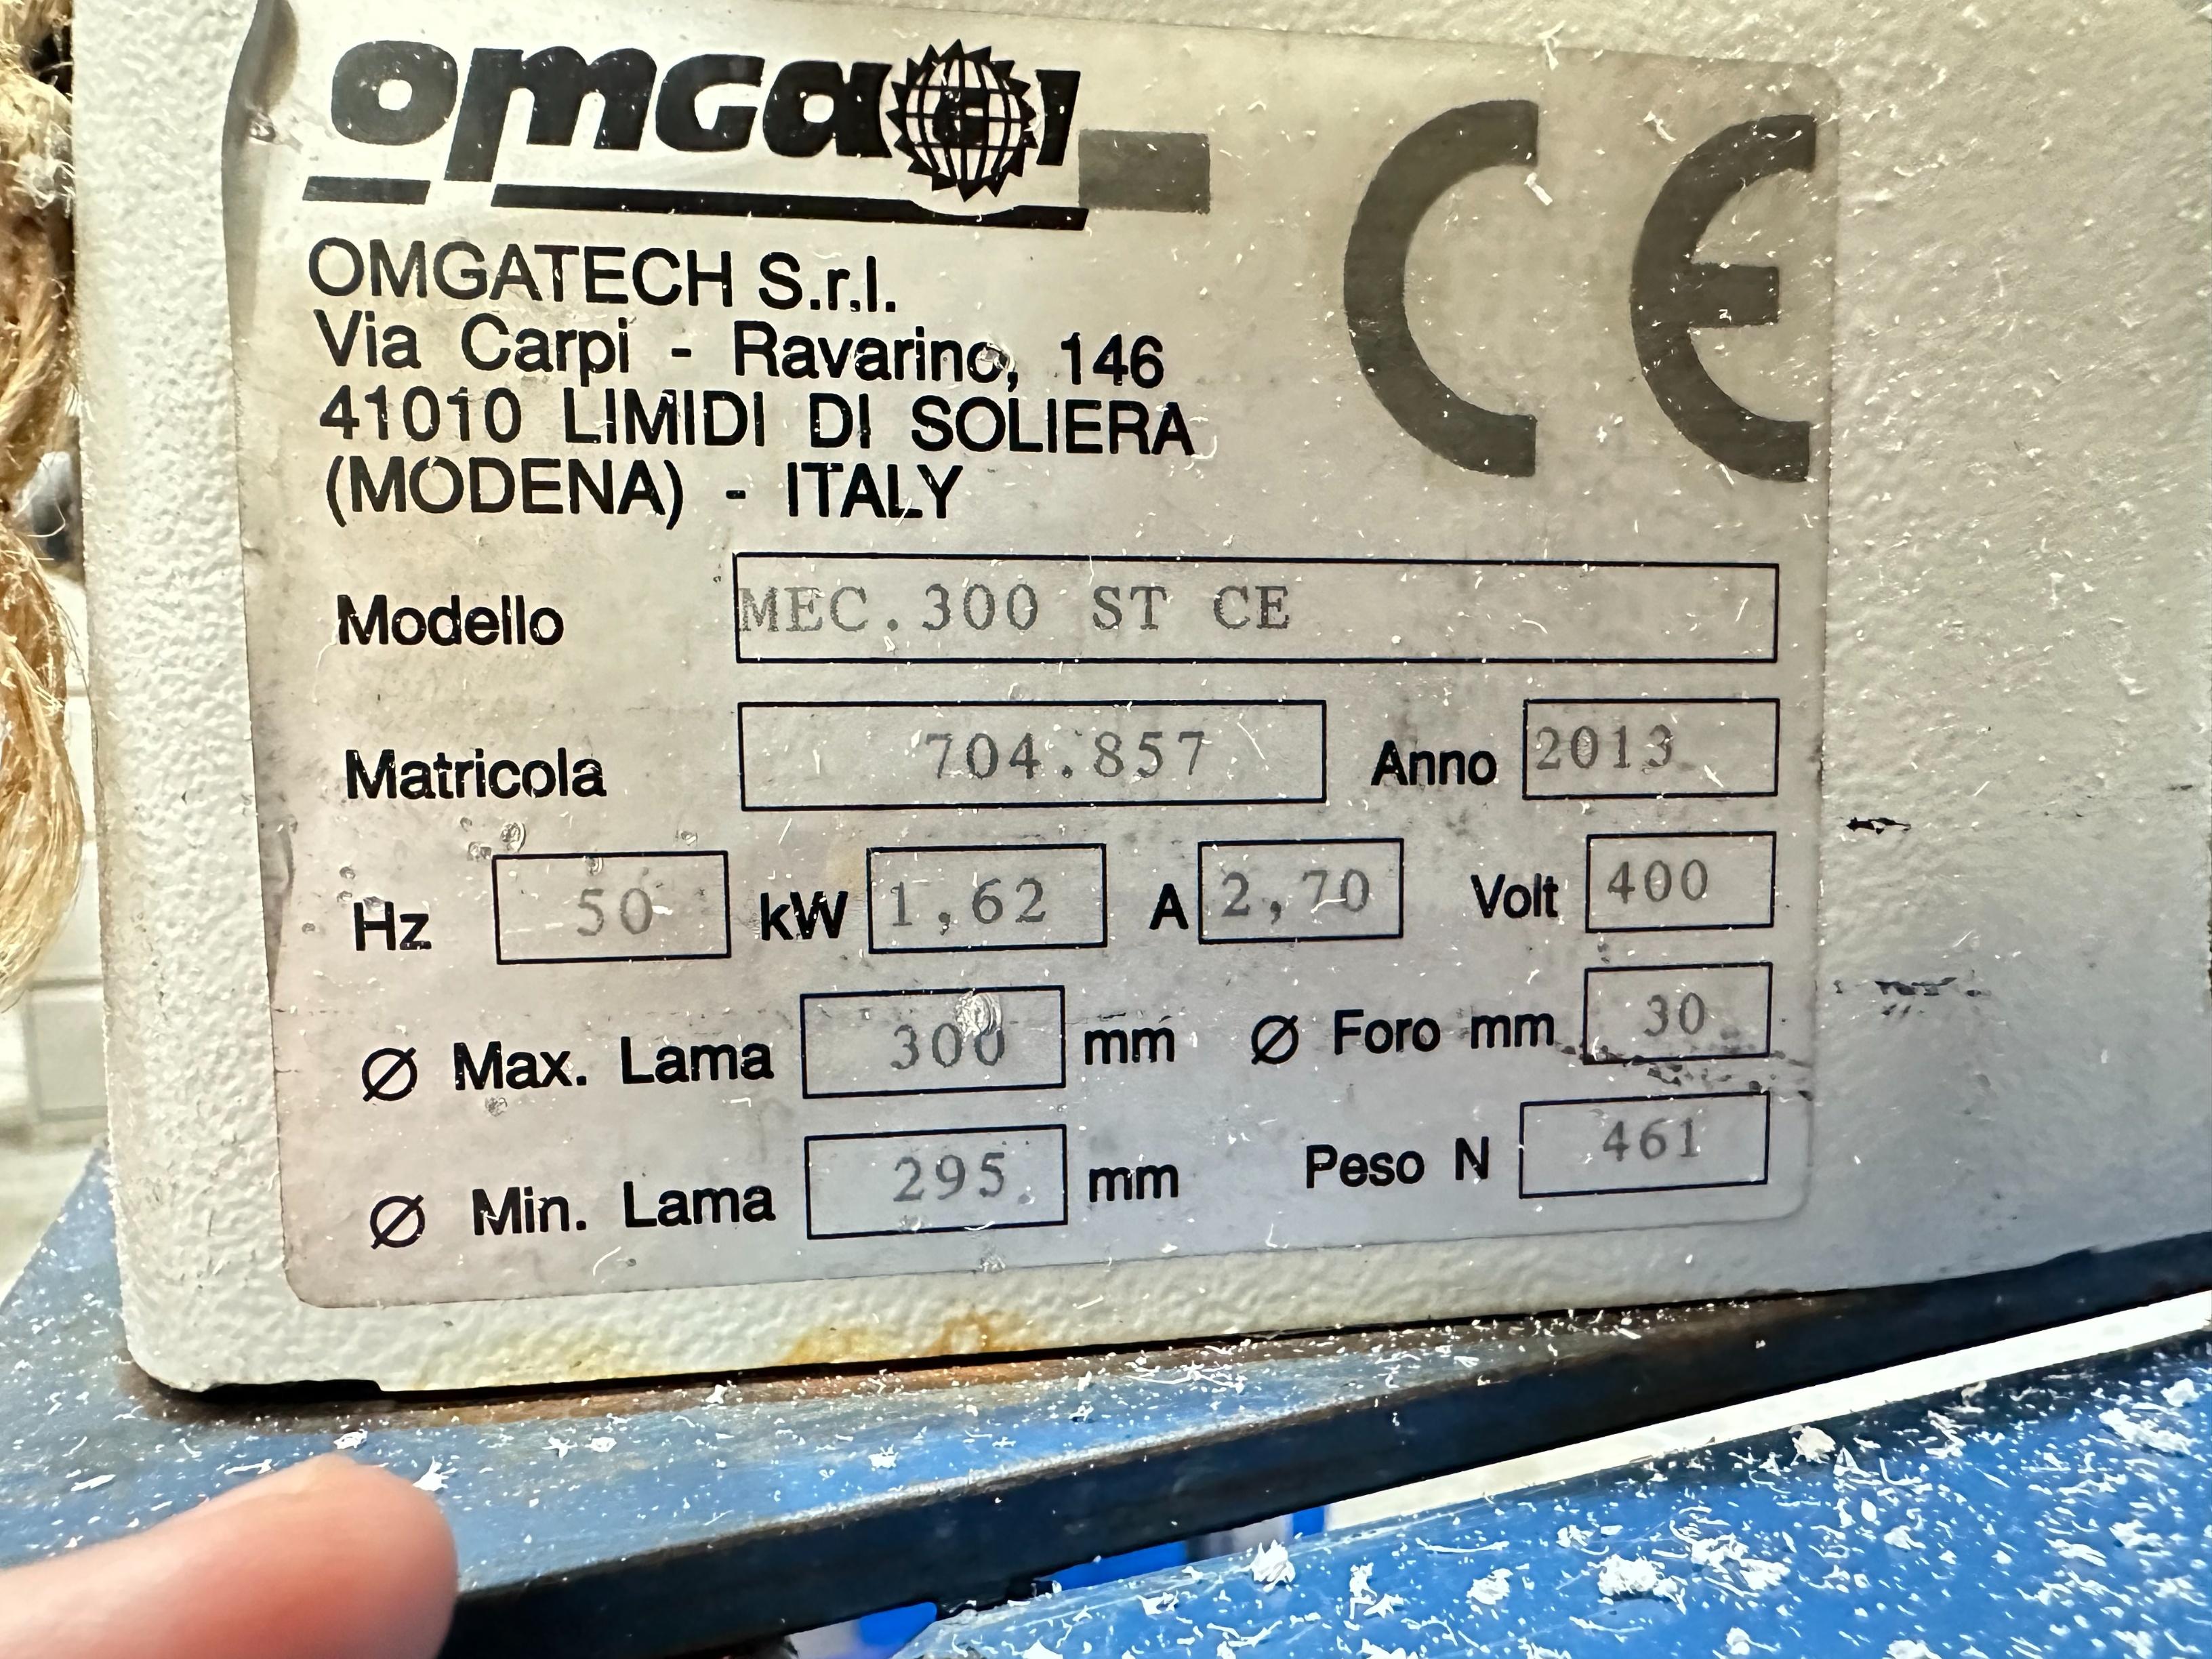 omga
OMGATECH S.r.l.
Via Carpi - Ravarino, 146
41010 LIMIDI DI SOLIERA
(MODENA) - ITALY
CE
Modello MEC.300 ST CE
Matricola 704.857 Anno 2013
Hz 50 kW 1,62 A 2,70 Volt 400
Ø Max. Lama 300 mm Ø Foro mm 30
Ø Min. Lama 295 mm Peso N 461